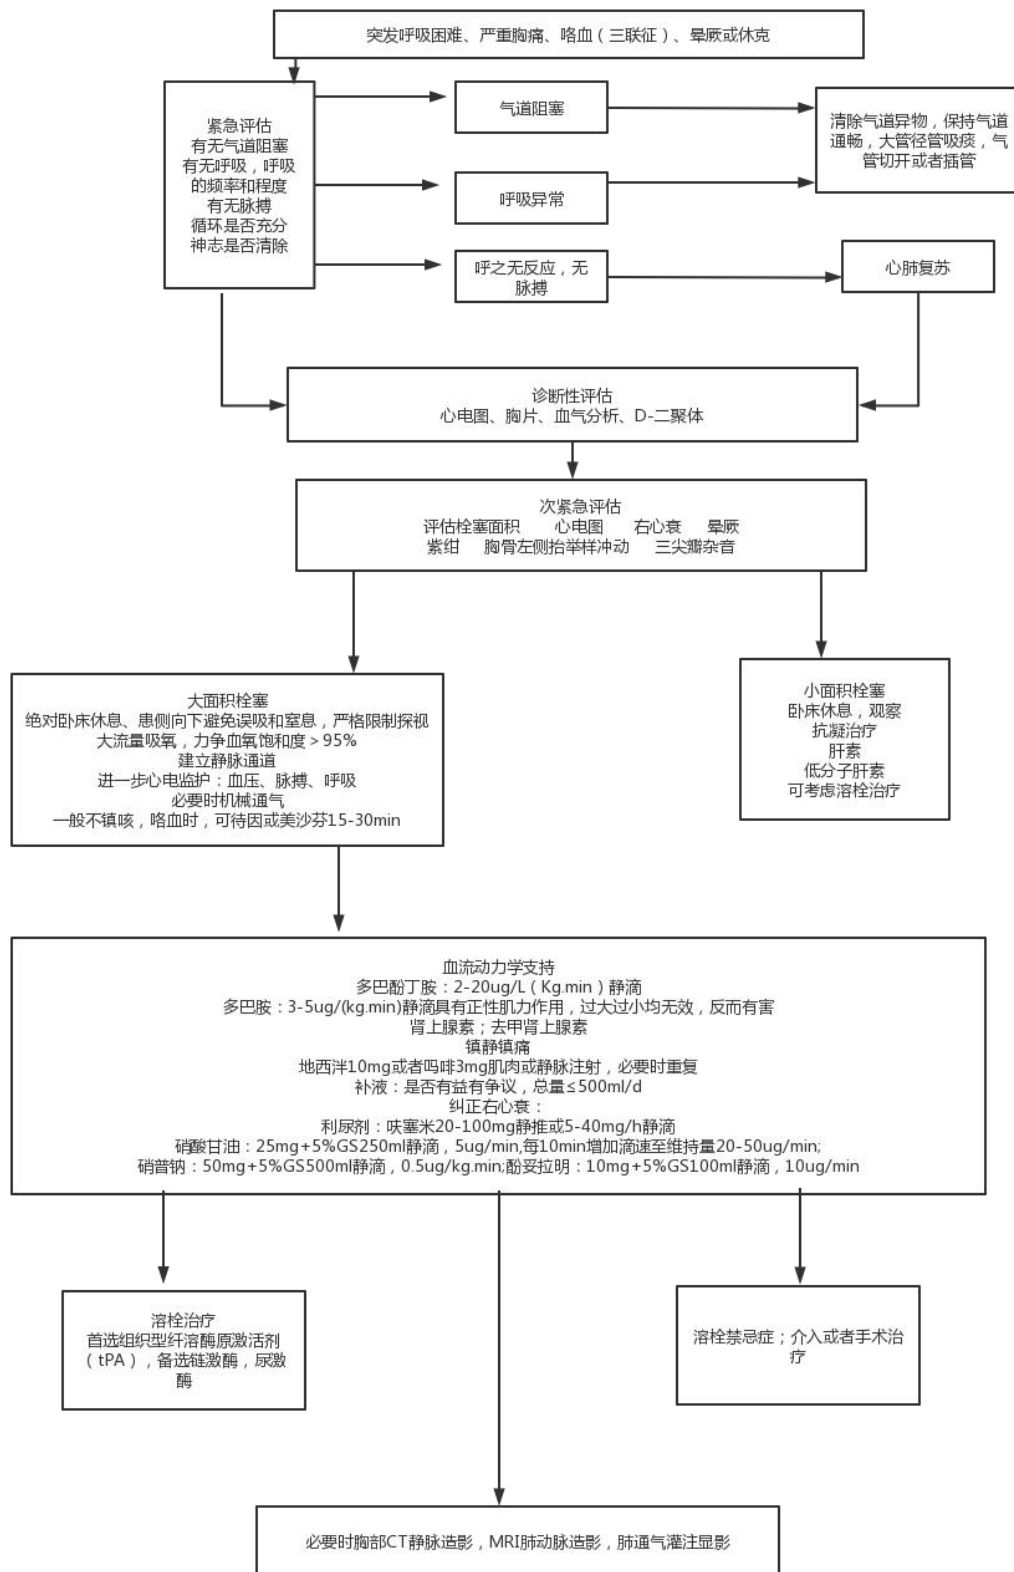 突发呼吸困难、严重胸痛、咯血（三联征）、晕厥或休克
紧急评估
有无气道阻塞
有无呼吸，呼吸
的频率和程度
有无脉搏
循环是否充分
神志是否清除
气道阻塞
清除气道异物，保持气道
通畅，大管径管吸痰，气
管切开或者插管
呼吸异常
呼之无反应，无
脉搏
心肺复苏
诊断性评估
心电图、胸片、血气分析、D-二聚体
次紧急评估
评估栓塞面积 心电图 右心衰 晕厥
紫绀 胸骨左侧抬举样冲动 三尖瓣杂音
大面积栓塞
绝对卧床休息、患侧向下避免误吸和窒息，严格限制探视
大流量吸氧，力争血氧饱和度＞95%
建立静脉通道
进一步心电监护：血压、脉搏、呼吸
必要时机械通气
一般不镇咳，咯血时，可待因或美沙芬15-30min
小面积栓塞
卧床休息，观察
抗凝治疗
肝素
低分子肝素
可考虑溶栓治疗
血流动力学支持
多巴酚丁胺：2-20ug/L（Kg.min）静滴
多巴胺：3-5ug/(kg.min)静滴具有正性肌力作用，过大过小均无效，反而有害
肾上腺素；去甲肾上腺素
镇静镇痛
地西泮10mg或者吗啡3mg肌肉或静脉注射，必要时重复
补液：是否有益有争议，总量≤500ml/d
纠正右心衰：
利尿剂：呋塞米20-100mg静推或5-40mg/h静滴
硝酸甘油：25mg+5%GS250ml静滴，5ug/min,每10min增加滴速至维持量20-50ug/min;
硝普钠：50mg+5%GS500ml静滴，0.5ug/kg.min;酚妥拉明：10mg+5%GS100ml静滴，10ug/min
溶栓治疗
首选组织型纤溶酶原激活剂
（tPA），备选链激酶，尿激
酶
溶栓禁忌症；介入或者手术治
疗
必要时胸部CT静脉造影，MRI肺动脉造影，肺通气灌注显影